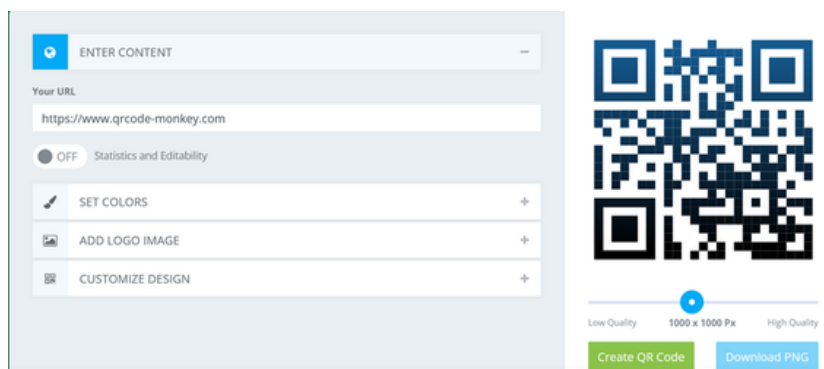 ENTER CONTENT
Your URL
https://www.qrcode-monkey.com
OFF Statistics and Editability
SET COLORS
ADD LOGO IMAGE
CUSTOMIZE DESIGN
Low Quality 1000 x 1000 Px High Quality
Create QR Code Download PNG